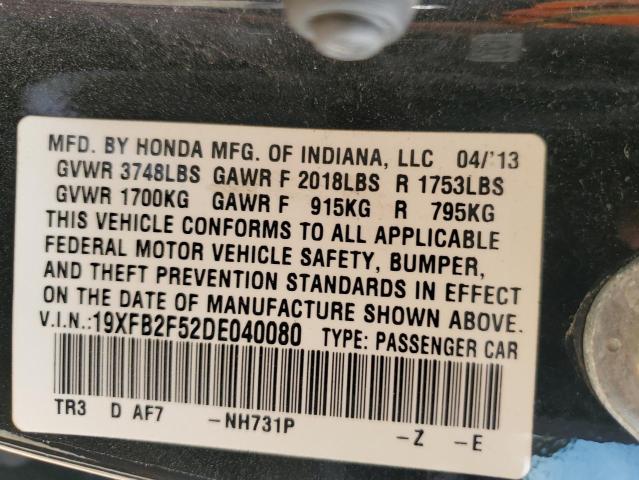 MFD. BY HONDA MFG. OF INDIANA, LLC 04/'13
GVWR 3748LBS GAWR F 2018LBS R 1753LBS
GVWR 1700KG GAWR F 915KG R 795KG
THIS VEHICLE CONFORMS TO ALL APPLICABLE
FEDERAL MOTOR VEHICLE SAFETY, BUMPER,
AND THEFT PREVENTION STANDARDS IN EFFECT
ON THE DATE OF MANUFACTURE SHOWN ABOVE.
V.I.N.:19XFB2F52DE040080 TYPE: PASSENGER CAR
TR3 D AF7 -NH731P -Z -E